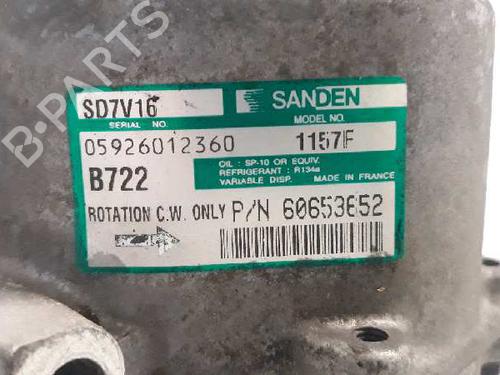 B-PARTS
SD7V16 SANDEN
SERIAL NO. MODEL NO.
05926012360 1157F
B722
OIL : SP-10 OR EQUIV.
REFRIGERANT : R134a
VARIABLE DISP. MADE IN FRANCE
ROTATION C.W. ONLY P/N 60653652